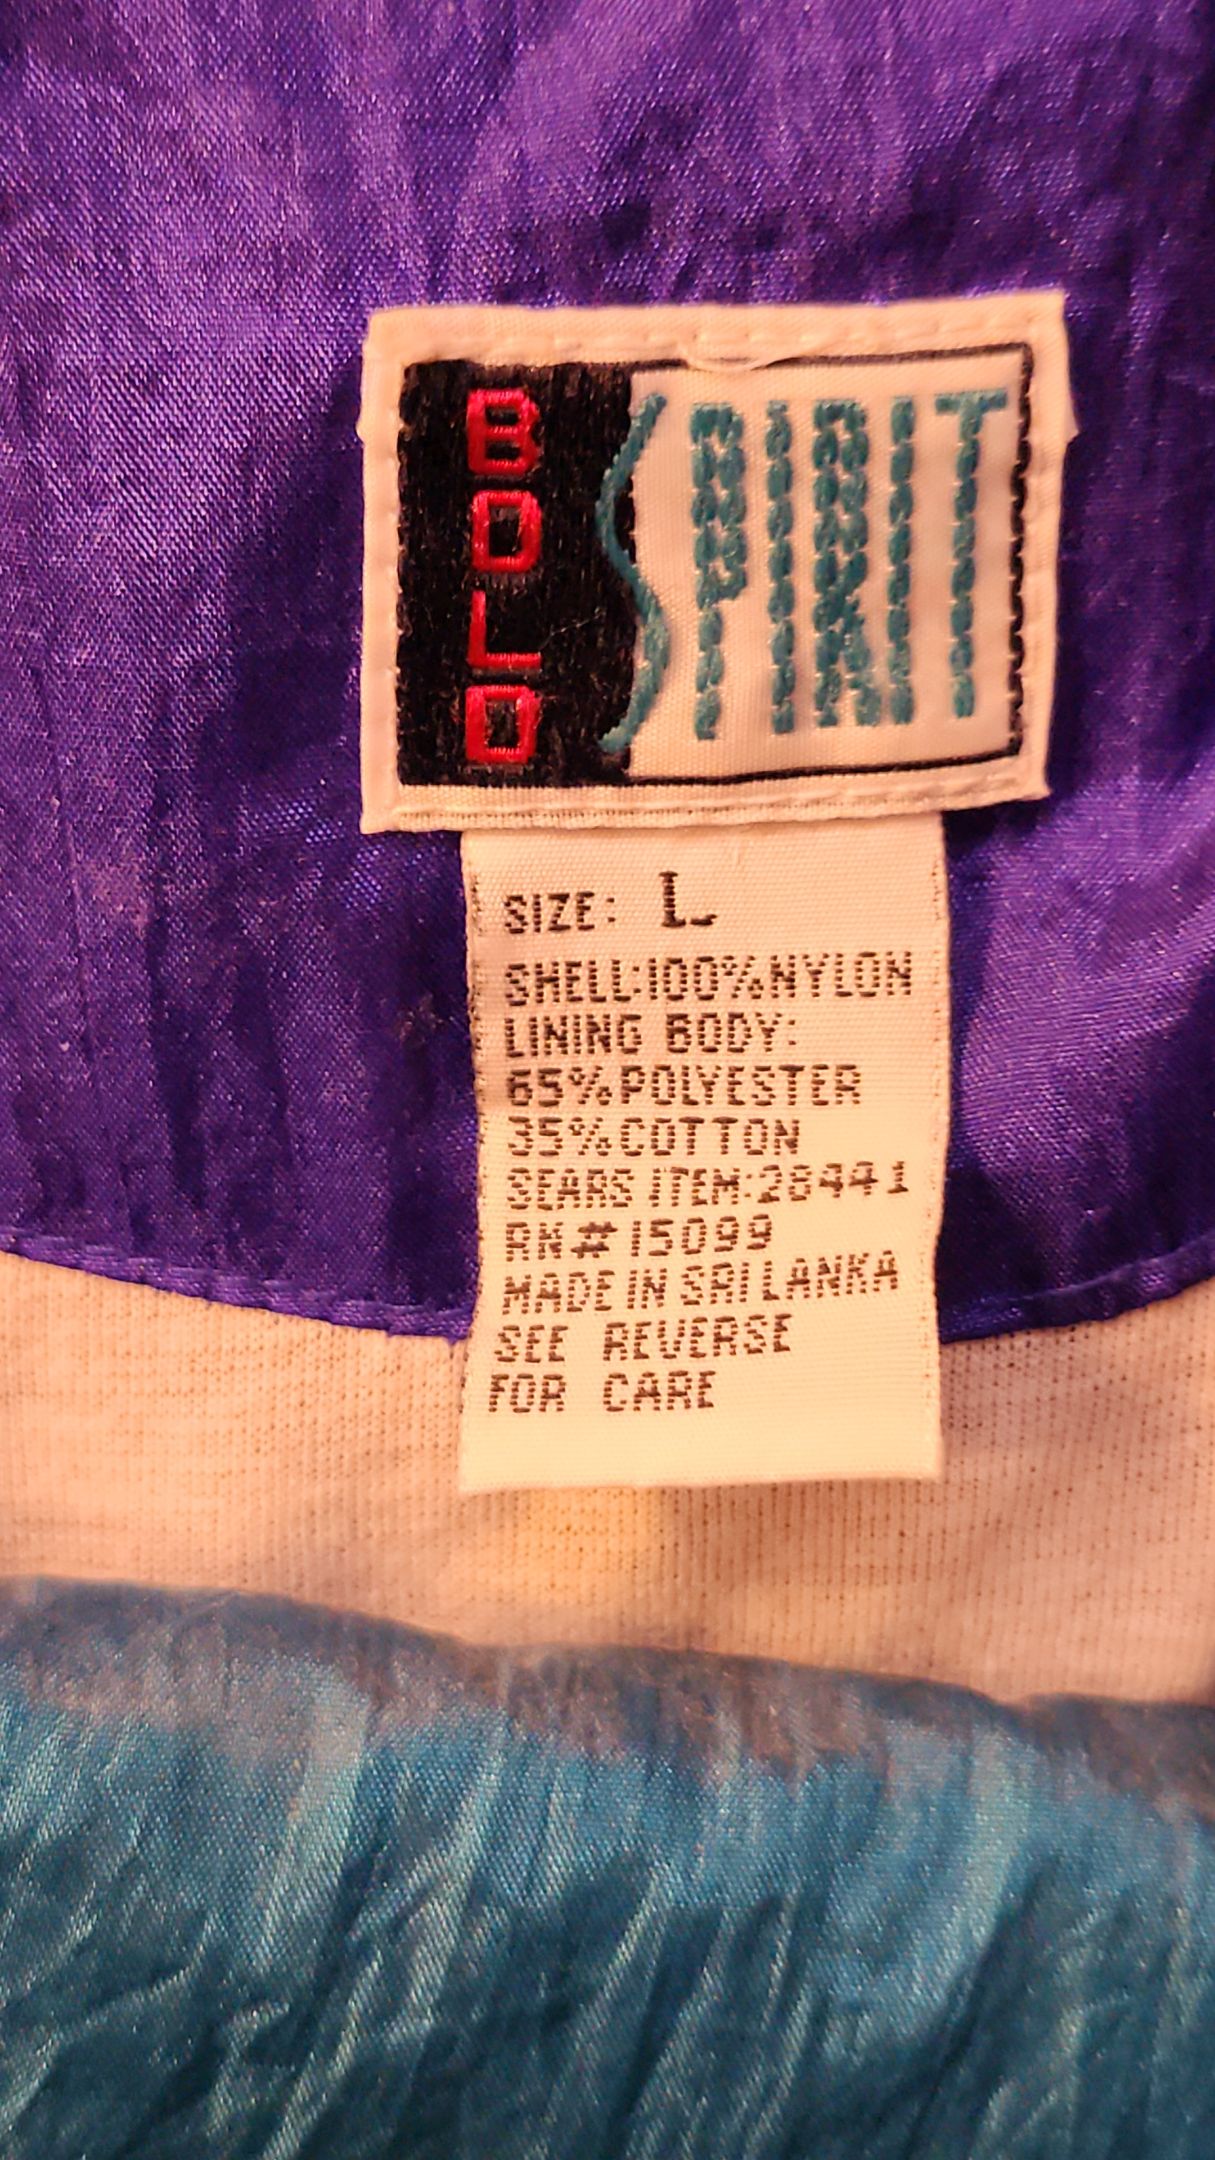 BOLD
SPIRIT
SIZE: L
SHELL:100%NYLON
LINING BODY:
65%POLYESTER
35%COTTON
SEARS ITEM:28441
RN#15099
MADE IN SRI LANKA
SEE REVERSE
FOR CARE